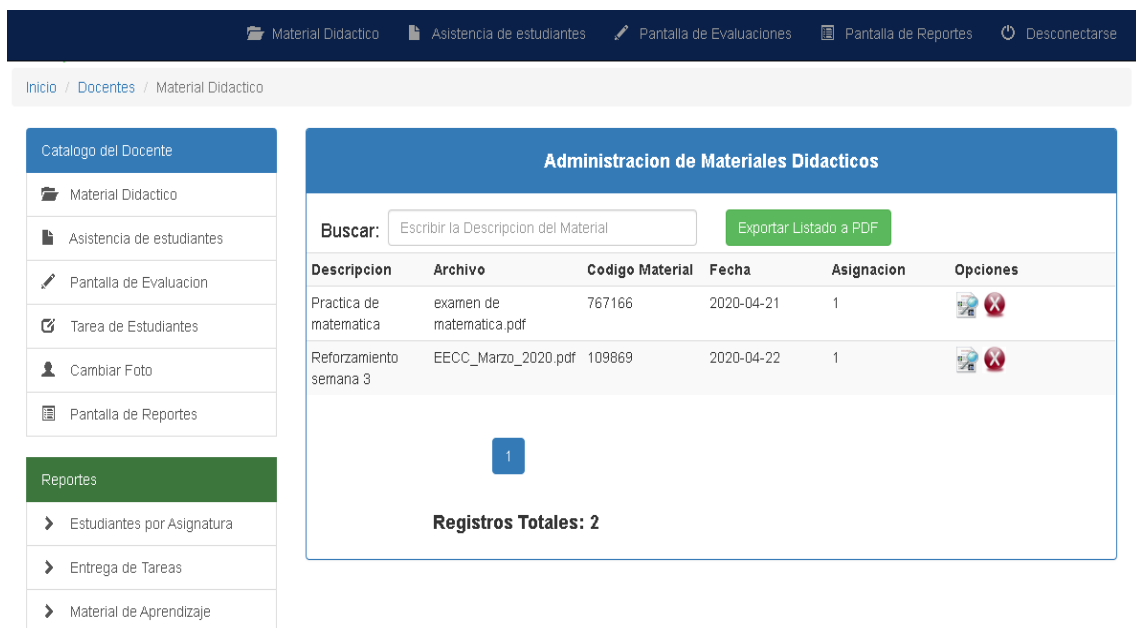 Material Didactico Asistencia de estudiantes Pantalla de Evaluaciones Pantalla de Reportes Desconectarse
Inicio / Docentes / Material Didactico
Catalogo del Docente
Material Didactico
Asistencia de estudiantes
Pantalla de Evaluacion
Tarea de Estudiantes
Cambiar Foto
Pantalla de Reportes
Reportes
Estudiantes por Asignatura
Entrega de Tareas
Material de Aprendizaje
Administracion de Materiales Didacticos
Buscar: Escribir la Descripcion del Material Exportar Listado a PDF
Descripcion Archivo Codigo Material Fecha Asignacion Opciones
Practica de examen de 767166 2020-04-21 1
matematica matematica.pdf
Reforzamiento EECC_Marzo_2020.pdf 109869 2020-04-22 1
semana 3
1
Registros Totales: 2